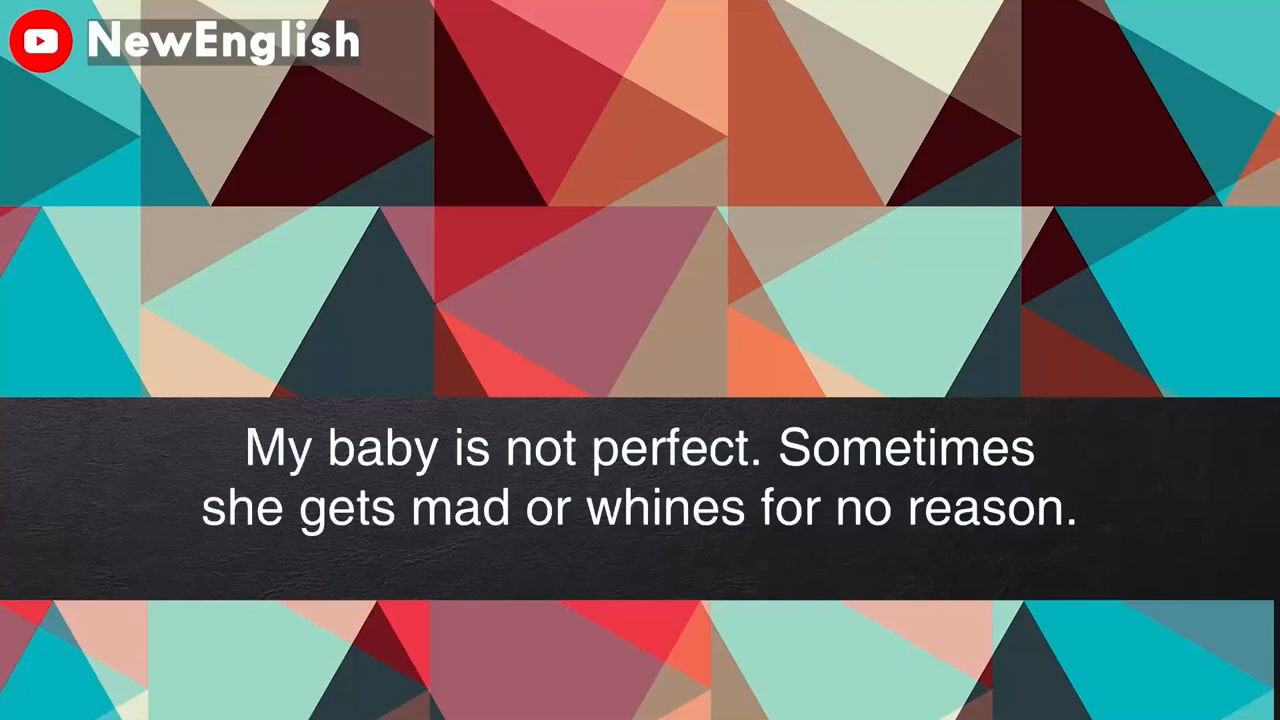 NewEnglish
My baby is not perfect. Sometimes
she gets mad or whines for no reason.